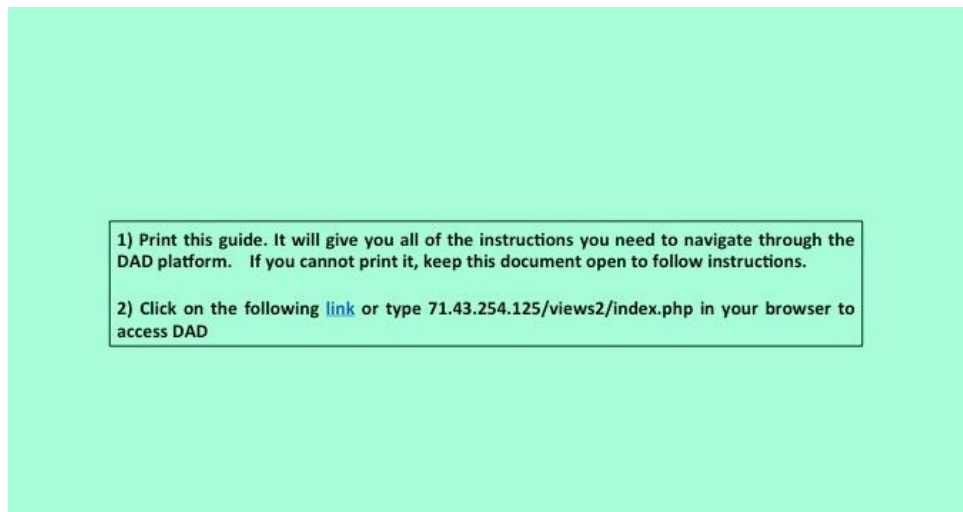 1) Print this guide. It will give you all of the instructions you need to navigate through the
DAD platform. If you cannot print it, keep this document open to follow instructions.
2) Click on the following link or type 71.43.254.125/views2/index.php in your browser to
access DAD